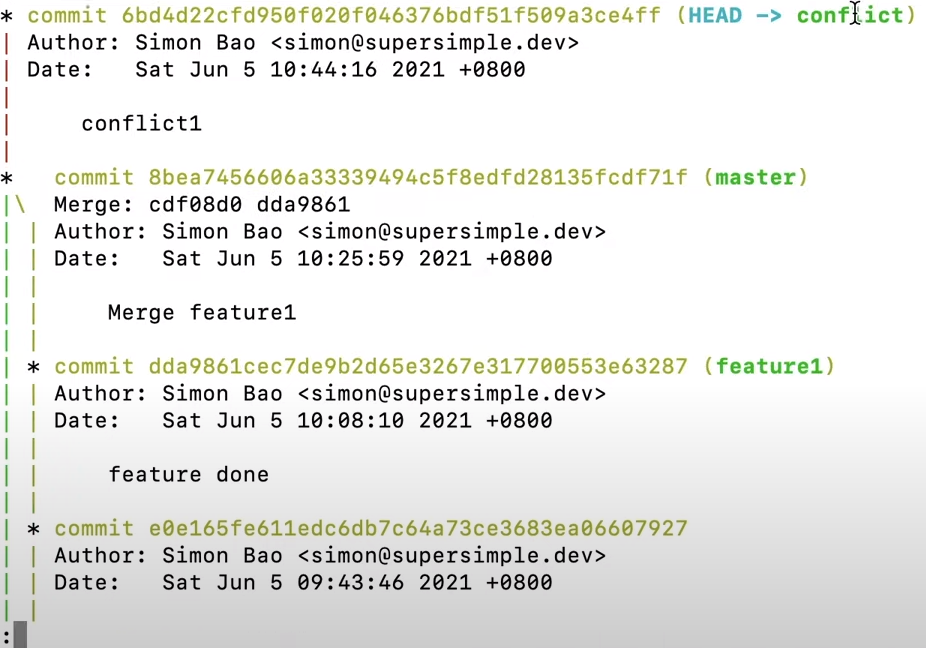 * commit 6bd4d22cfd950f020f046376bdf51f509a3ce4ff (HEAD -> conflict)
| Author: Simon Bao <simon@supersimple.dev>
| Date:   Sat Jun 5 10:44:16 2021 +0800
|
|     conflict1
|
*   commit 8bea7456606a33339494c5f8edfd28135fcdf71f (master)
|\  Merge: cdf08d0 dda9861
| | Author: Simon Bao <simon@supersimple.dev>
| | Date:   Sat Jun 5 10:25:59 2021 +0800
| |
| |     Merge feature1
| |
| * commit dda9861cec7de9b2d65e3267e317700553e63287 (feature1)
| | Author: Simon Bao <simon@supersimple.dev>
| | Date:   Sat Jun 5 10:08:10 2021 +0800
| |
| |     feature done
| |
| * commit e0e165fe611edc6db7c64a73ce3683ea06607927
| | Author: Simon Bao <simon@supersimple.dev>
| | Date:   Sat Jun 5 09:43:46 2021 +0800
| |
: